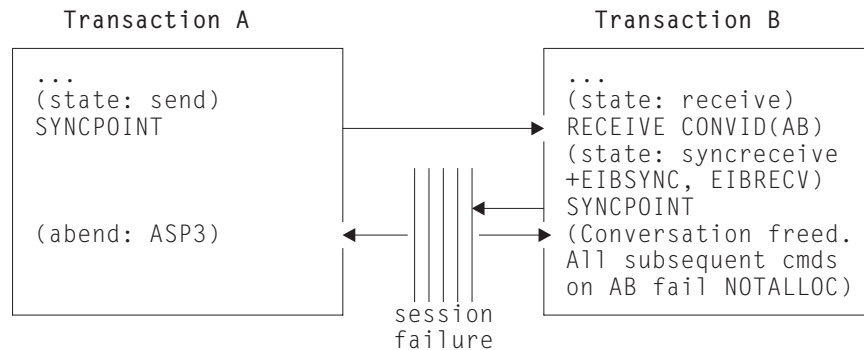 Transaction A
Transaction B
...
(state: send)
SYNCPOINT
(abend: ASP3)
...
(state: receive)
RECEIVE CONVID(AB)
(state: syncreceive
+EIBSYNC, EIBRECV)
SYNCPOINT
(Conversation freed.
All subsequent cmds
on AB fail NOTALLOC)
session
failure